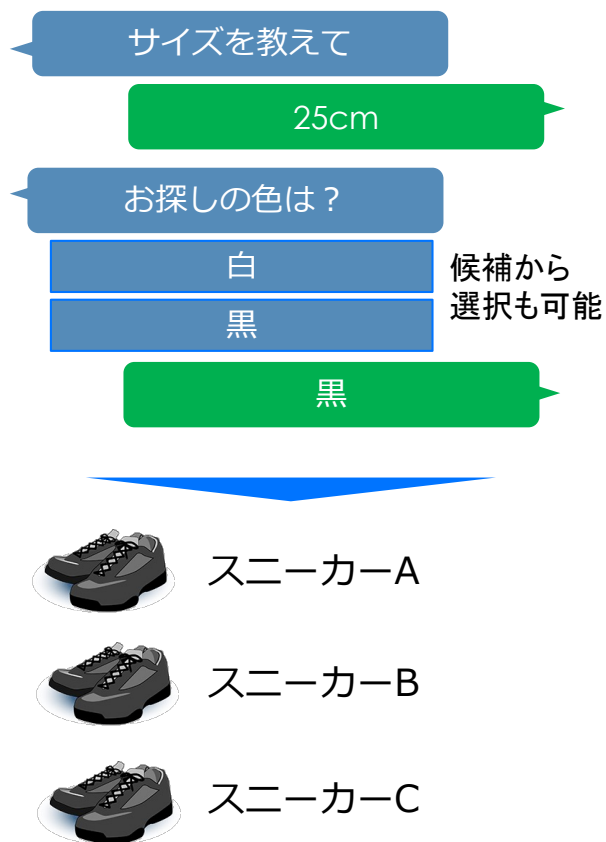 サイズを教えて
25cm
お探しの色は？
白
候補から
選択も可能
黒
黒
スニーカーA
スニーカーB
スニーカーC